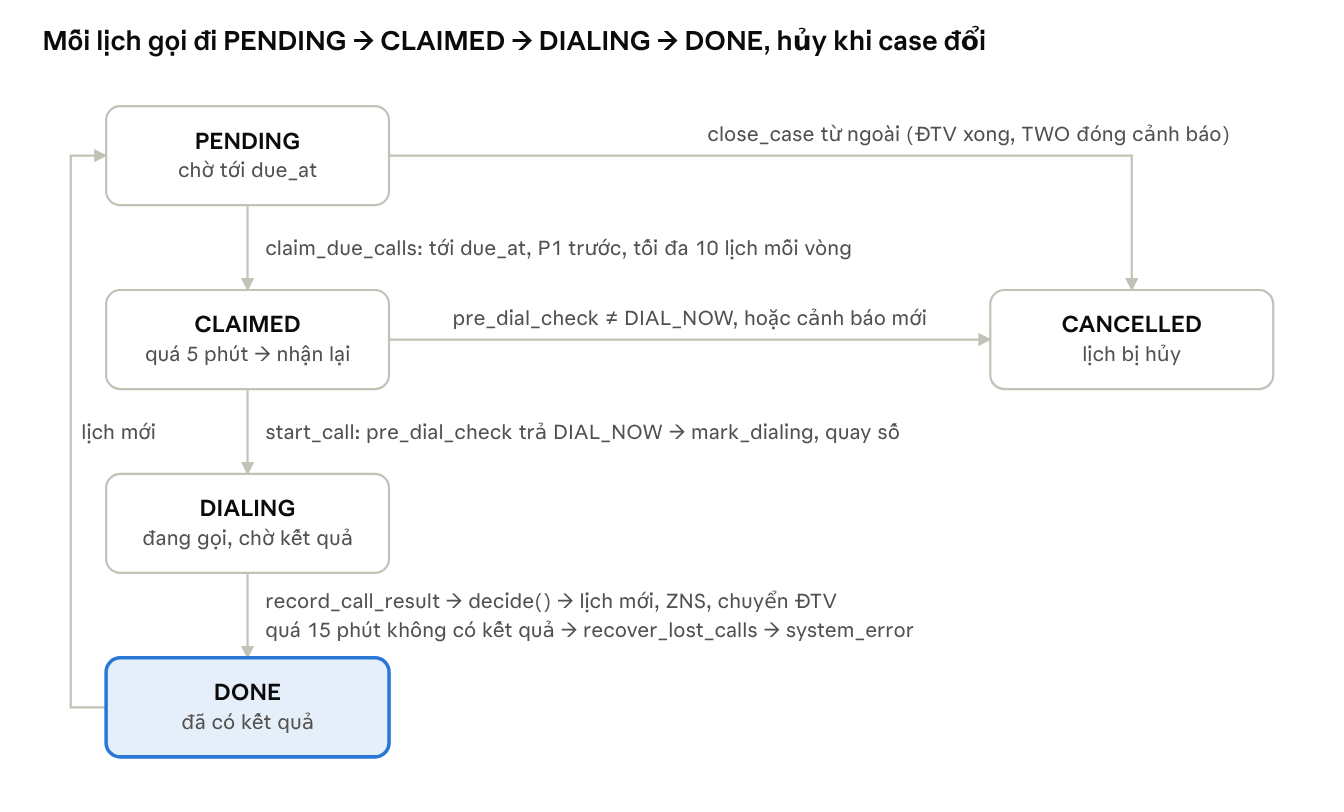 Mỗi lịch gọi đi PENDING → CLAIMED → DIALING → DONE, hủy khi case đổi
PENDING
chờ tới due_at
close_case từ ngoài (ĐTV xong, TWO đóng cảnh báo)
claim_due_calls: tới due_at, P1 trước, tối đa 10 lịch mỗi vòng
CLAIMED
quá 5 phút → nhận lại
pre_dial_check ≠ DIAL_NOW, hoặc cảnh báo mới
CANCELLED
lịch bị hủy
lịch mới
start_call: pre_dial_check trả DIAL_NOW → mark_dialing, quay số
DIALING
đang gọi, chờ kết quả
record_call_result → decide() → lịch mới, ZNS, chuyển ĐTV
quá 15 phút không có kết quả → recover_lost_calls → system_error
DONE
đã có kết quả